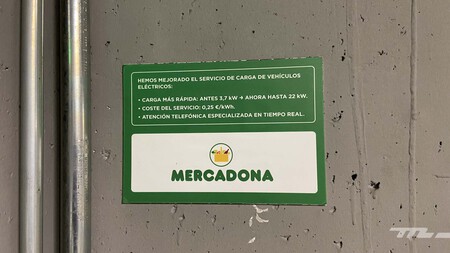 HEMOS MEJORADO EL SERVICIO DE CARGA DE VEHÍCULOS
ELÉCTRICOS:
• CARGA MÁS RÁPIDA: ANTES 3,7 kW → AHORA HASTA 22 kW.
• COSTE DEL SERVICIO: 0,25 €/kWh.
• ATENCIÓN TELEFÓNICA ESPECIALIZADA EN TIEMPO REAL.
MERCADONA